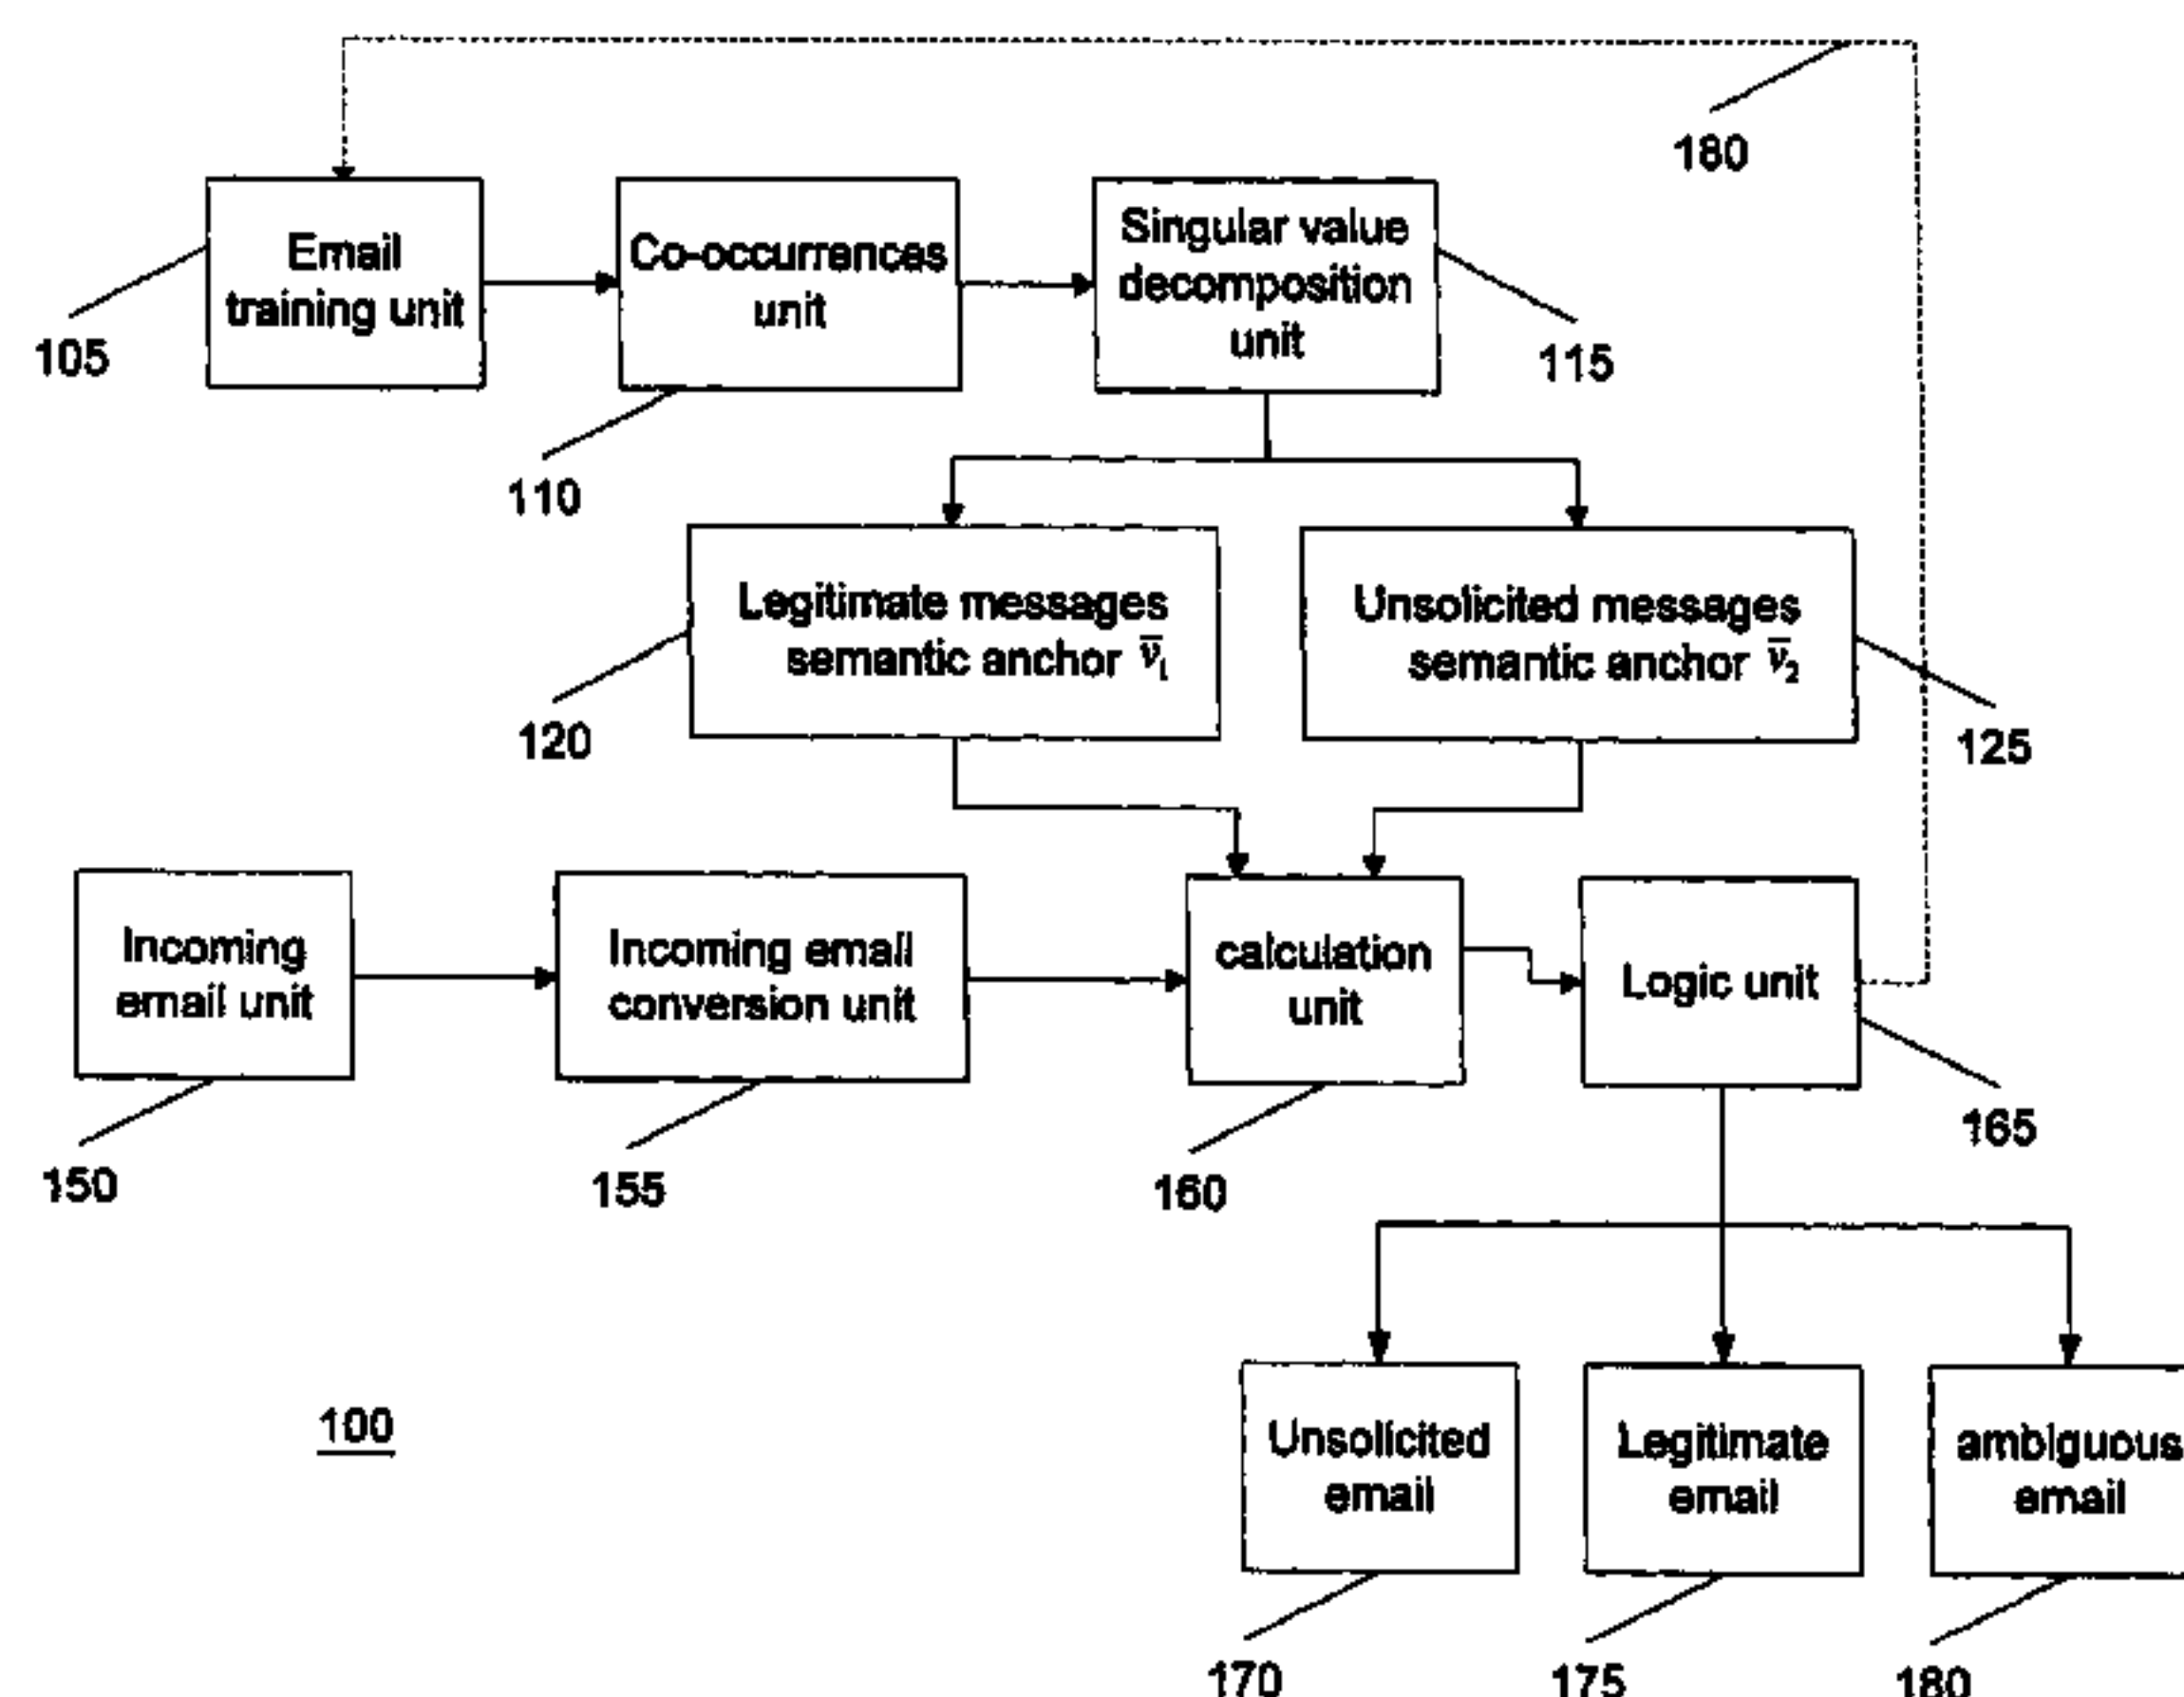 180
Email
training unit
105
Co-occurrences
unit
110
Singular value
decomposition
unit
115
Legitimate messages
semantic anchor v̄₁
120
Unsolicited messages
semantic anchor v̄₂
125
Incoming
email unit
150
Incoming email
conversion unit
155
calculation
unit
160
Logic unit
165
Unsolicited
email
170
Legitimate
email
175
ambiguous
email
180
100